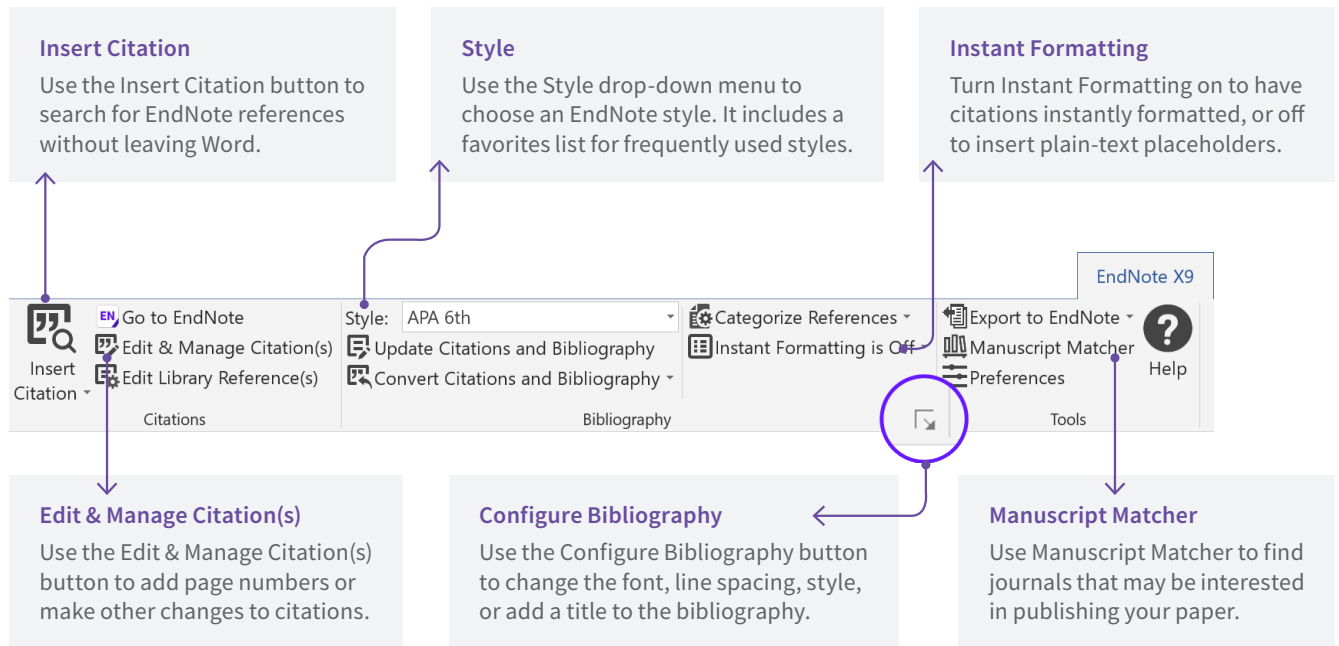 Insert Citation
Use the Insert Citation button to
search for EndNote references
without leaving Word.
Style
Use the Style drop-down menu to
choose an EndNote style. It includes a
favorites list for frequently used styles.
Instant Formatting
Turn Instant Formatting on to have
citations instantly formatted, or off
to insert plain-text placeholders.
EndNote X9
Insert
Citation
EN
Go to EndNote
Edit & Manage Citation(s)
Edit Library Reference(s)
Citations
Style: APA 6th
Update Citations and Bibliography
Convert Citations and Bibliography
Categorize References
Instant Formatting is Off
Bibliography
Export to EndNote
Manuscript Matcher
Preferences
Help
Tools
Edit & Manage Citation(s)
Use the Edit & Manage Citation(s)
button to add page numbers or
make other changes to citations.
Configure Bibliography
Use the Configure Bibliography button
to change the font, line spacing, style,
or add a title to the bibliography.
Manuscript Matcher
Use Manuscript Matcher to find
journals that may be interested
in publishing your paper.